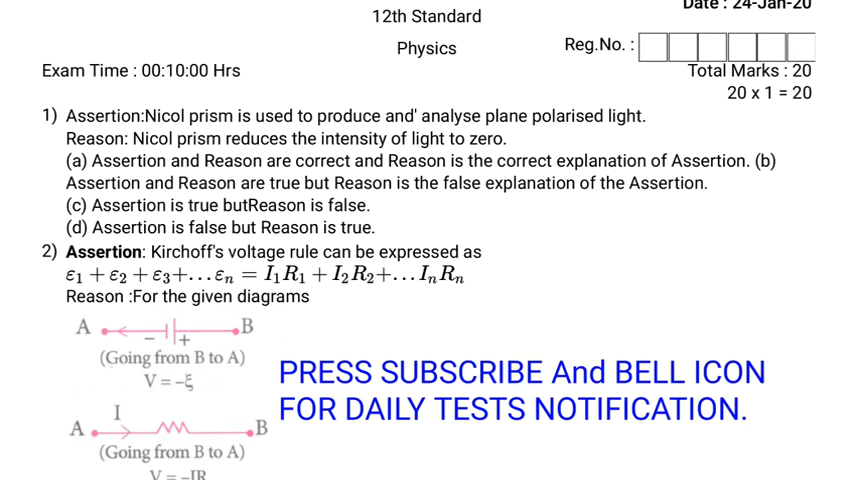 Date : 24-Jan-20
12th Standard
Physics
Reg.No. :
Exam Time : 00:10:00 Hrs
Total Marks : 20
20 x 1 = 20
1) Assertion:Nicol prism is used to produce and' analyse plane polarised light.
Reason: Nicol prism reduces the intensity of light to zero.
(a) Assertion and Reason are correct and Reason is the correct explanation of Assertion. (b)
Assertion and Reason are true but Reason is the false explanation of the Assertion.
(c) Assertion is true butReason is false.
(d) Assertion is false but Reason is true.
2) Assertion: Kirchoff's voltage rule can be expressed as
ε₁ + ε₂ + ε₃+…εₙ = I₁R₁ + I₂R₂+…IₙRₙ
Reason :For the given diagrams
A − + B
(Going from B to A)
V = −ξ
I
A B
(Going from B to A)
V = −IR
PRESS SUBSCRIBE And BELL ICON
FOR DAILY TESTS NOTIFICATION.